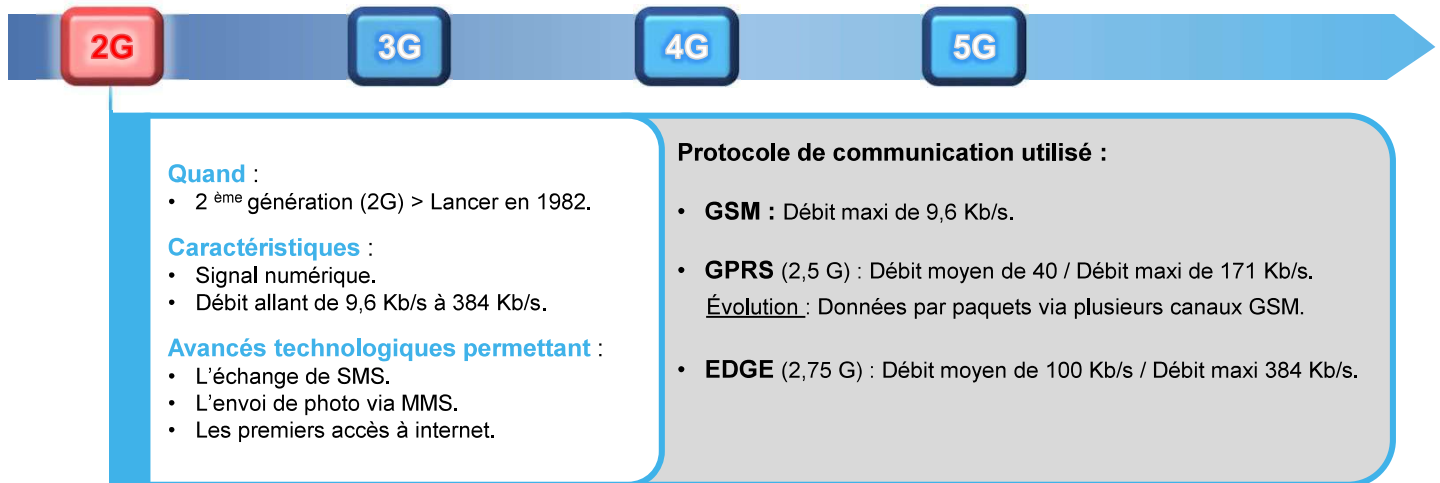 2G
3G
4G
5G
Quand :
• 2 ème génération (2G) > Lancer en 1982.
Caractéristiques :
• Signal numérique.
• Débit allant de 9,6 Kb/s à 384 Kb/s.
Avancés technologiques permettant :
• L'échange de SMS.
• L'envoi de photo via MMS.
• Les premiers accès à internet.
Protocole de communication utilisé :
• GSM : Débit maxi de 9,6 Kb/s.
• GPRS (2,5 G) : Débit moyen de 40 / Débit maxi de 171 Kb/s.
Évolution : Données par paquets via plusieurs canaux GSM.
• EDGE (2,75 G) : Débit moyen de 100 Kb/s / Débit maxi 384 Kb/s.